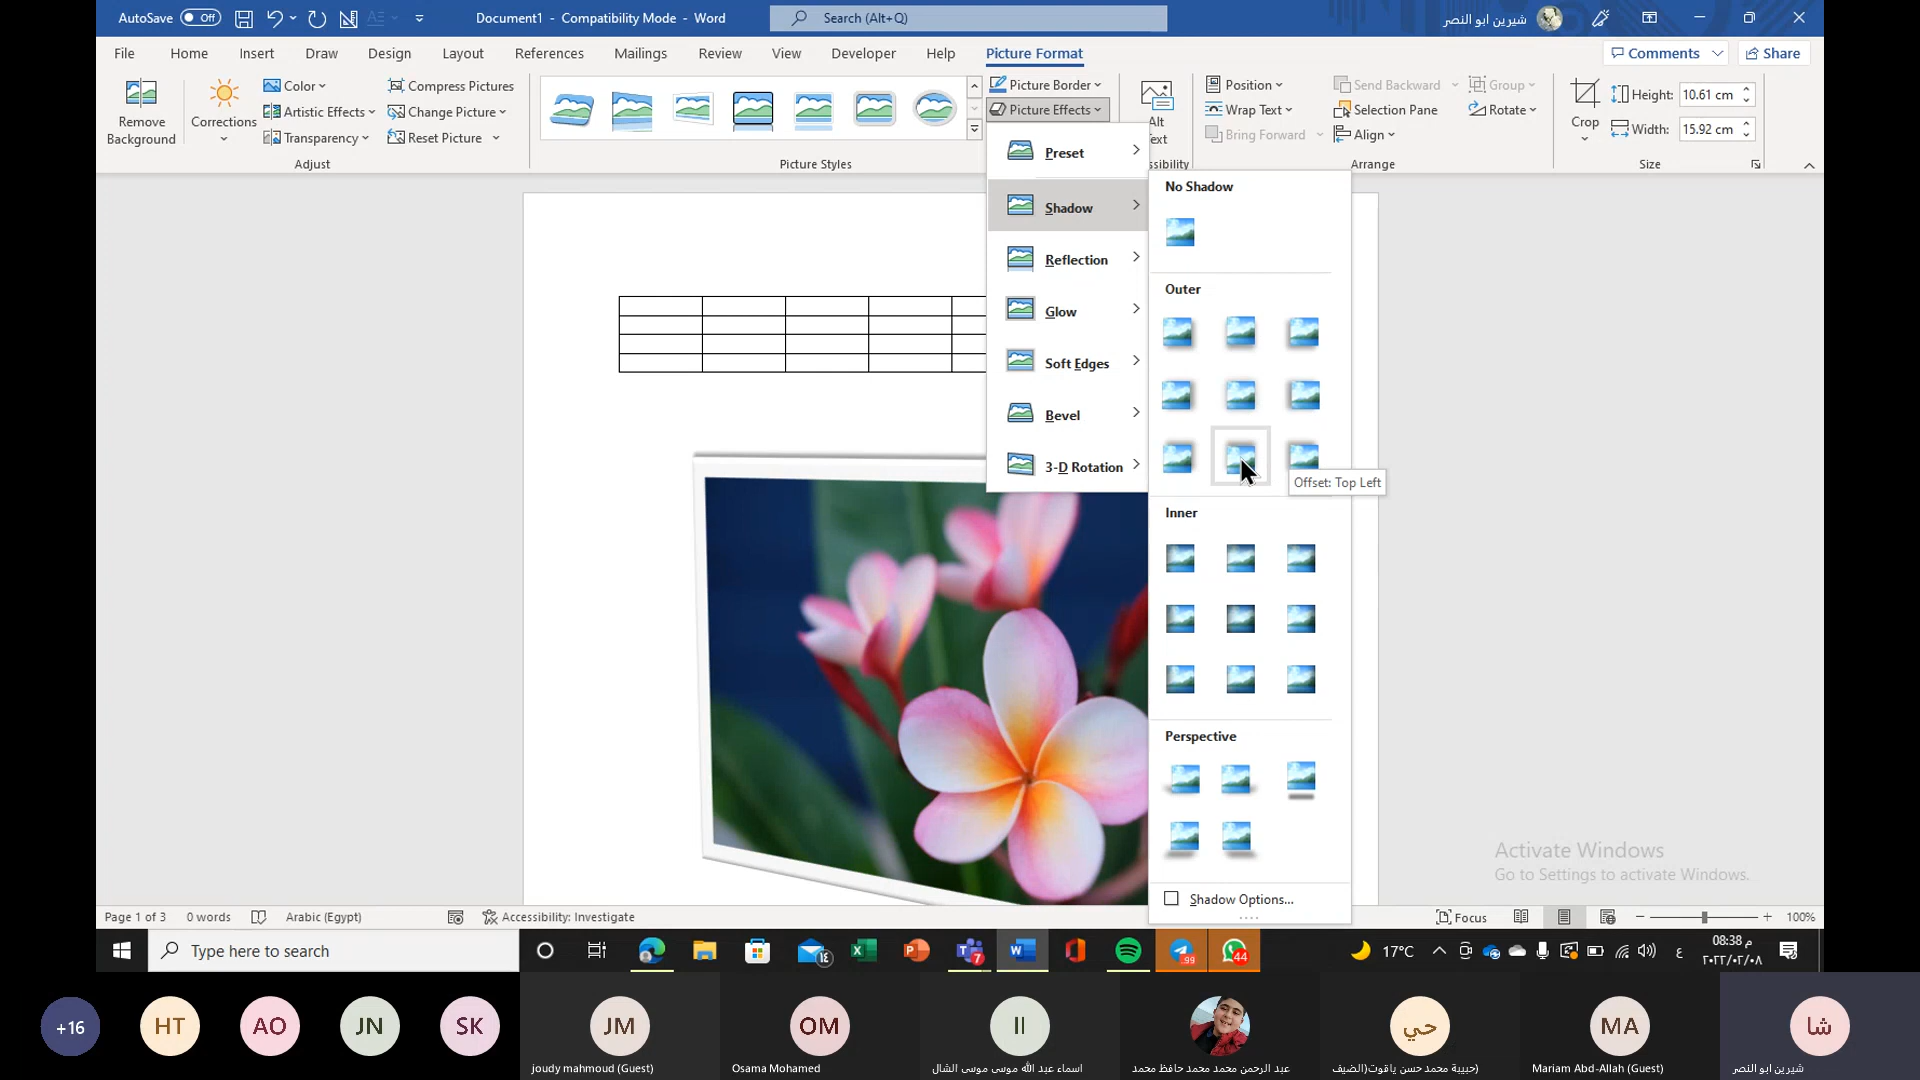 AutoSave Off
Document1 - Compatibility Mode - Word
Search (Alt+Q)
شيرين ابو النصر
File Home Insert Draw Design Layout References Mailings Review View Developer Help Picture Format
Comments Share
Remove Background
Corrections
Color
Artistic Effects
Transparency
Compress Pictures
Change Picture
Reset Picture
Adjust
Picture Styles
Picture Border
Picture Effects
Alt
Text
ssibility
Position
Wrap Text
Bring Forward
Send Backward
Selection Pane
Align
Group
Rotate
Arrange
Crop
Height: 10.61 cm
Width: 15.92 cm
Size
Preset
Shadow
Reflection
Glow
Soft Edges
Bevel
3-D Rotation
No Shadow
Outer
Offset: Top Left
Inner
Perspective
Shadow Options...
Activate Windows
Go to Settings to activate Windows.
Page 1 of 3 0 words Arabic (Egypt) Accessibility: Investigate Focus 100%
Type here to search
١٤
7
99
44
17°C
ع
08:38 م
٢٠٢٢/٠٢/٠٨
+16
HT
AO
JN
SK
JM
joudy mahmoud (Guest)
OM
Osama Mohamed
اا
اسماء عبد الله موسى موسى الشال
عبد الرحمن محمد محمد حافظ محمد
حي
حبيبة محمد حسن ياقوت(الضيف)
MA
Mariam Abd-Allah (Guest)
شا
شيرين ابو النصر